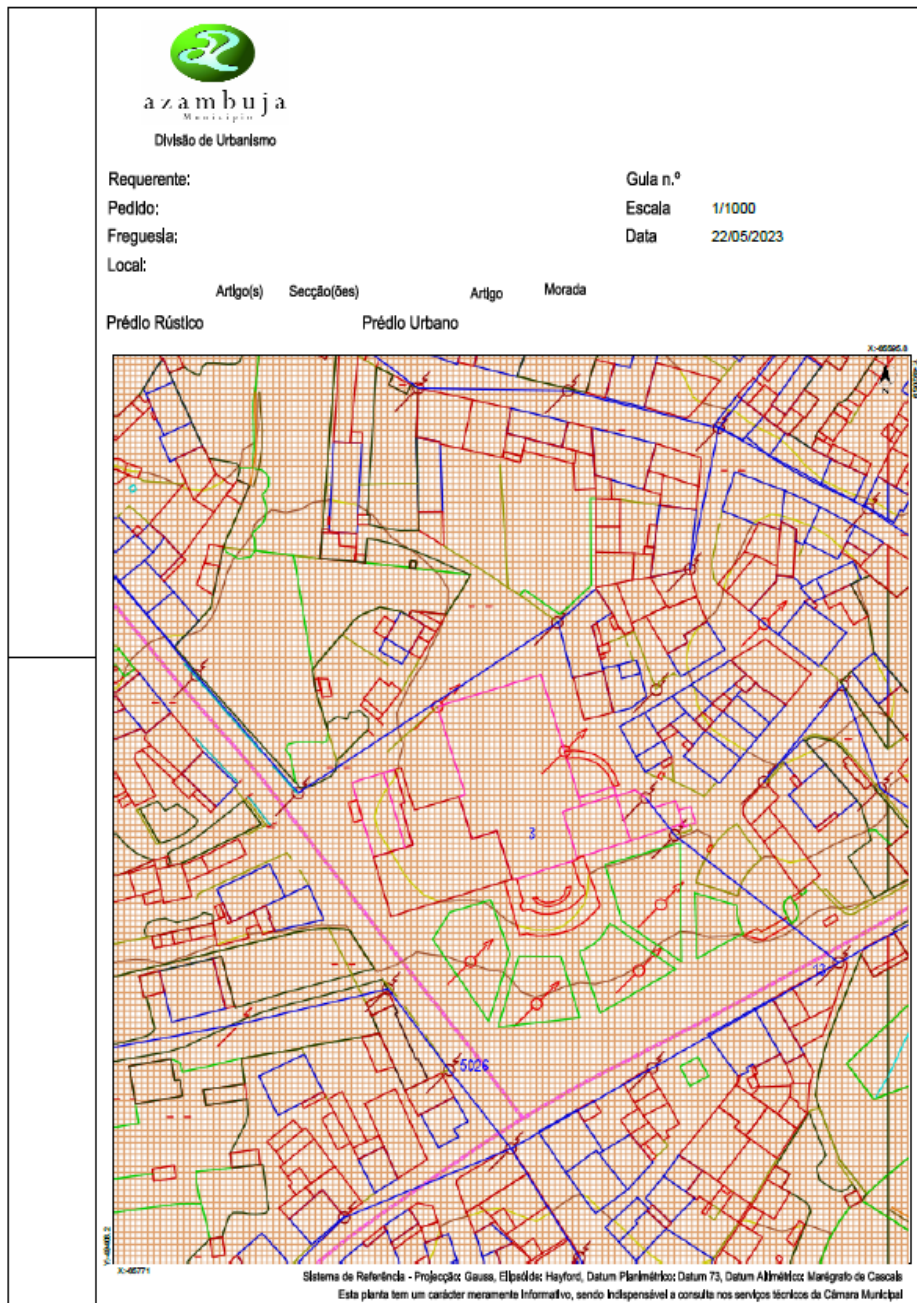 azambuja
Município
Divisão de Urbanismo
Requerente:
Guia n.º
Pedido:
Escala 1/1000
Freguesia:
Data 22/05/2023
Local:
Artigo(s) Secção(ões) Artigo Morada
Prédio Rústico Prédio Urbano
3
13
5026
X:-66771
Sistema de Referência - Projecção: Gauss, Elipsóide: Hayford, Datum Planimétrico: Datum 73, Datum Altimétrico: Marégrafo de Cascais
Esta planta tem um carácter meramente informativo, sendo indispensável a consulta nos serviços técnicos da Câmara Municipal